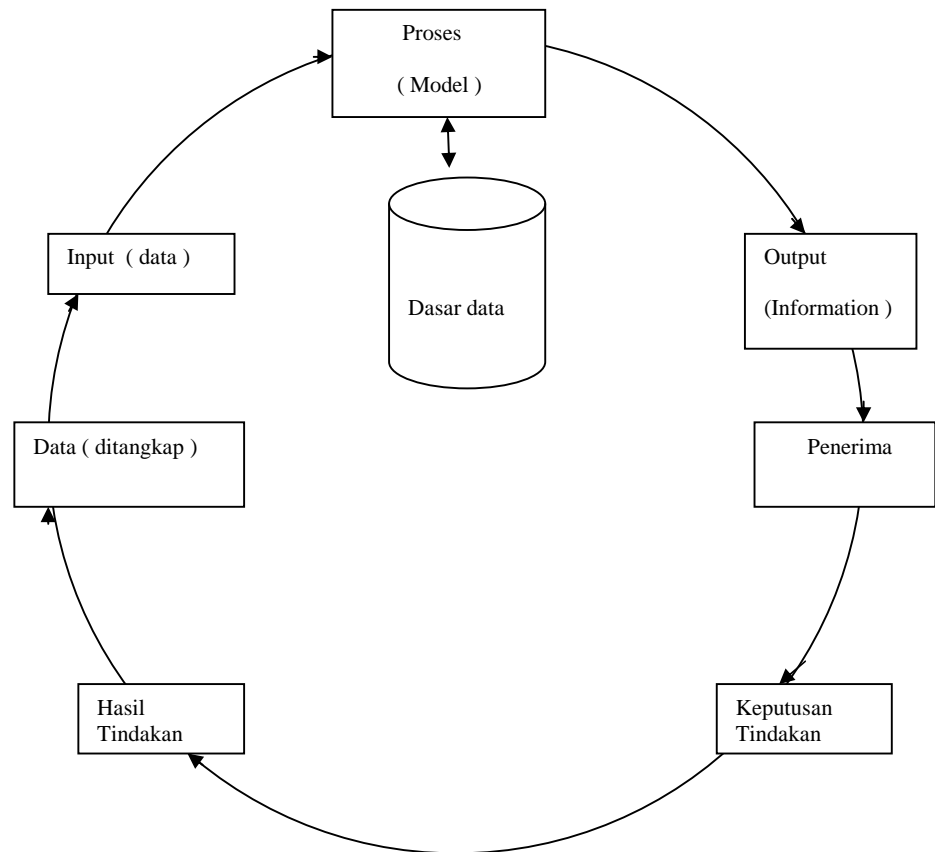 Proses
( Model )
Input ( data )
Output
(Information )
Dasar data
Data ( ditangkap )
Penerima
Hasil
Tindakan
Keputusan
Tindakan